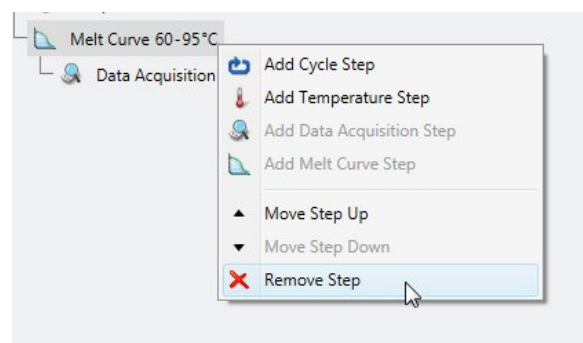 Melt Curve 60-95°C
Data Acquisition
Add Cycle Step
Add Temperature Step
Add Data Acquisition Step
Add Melt Curve Step
Move Step Up
Move Step Down
Remove Step